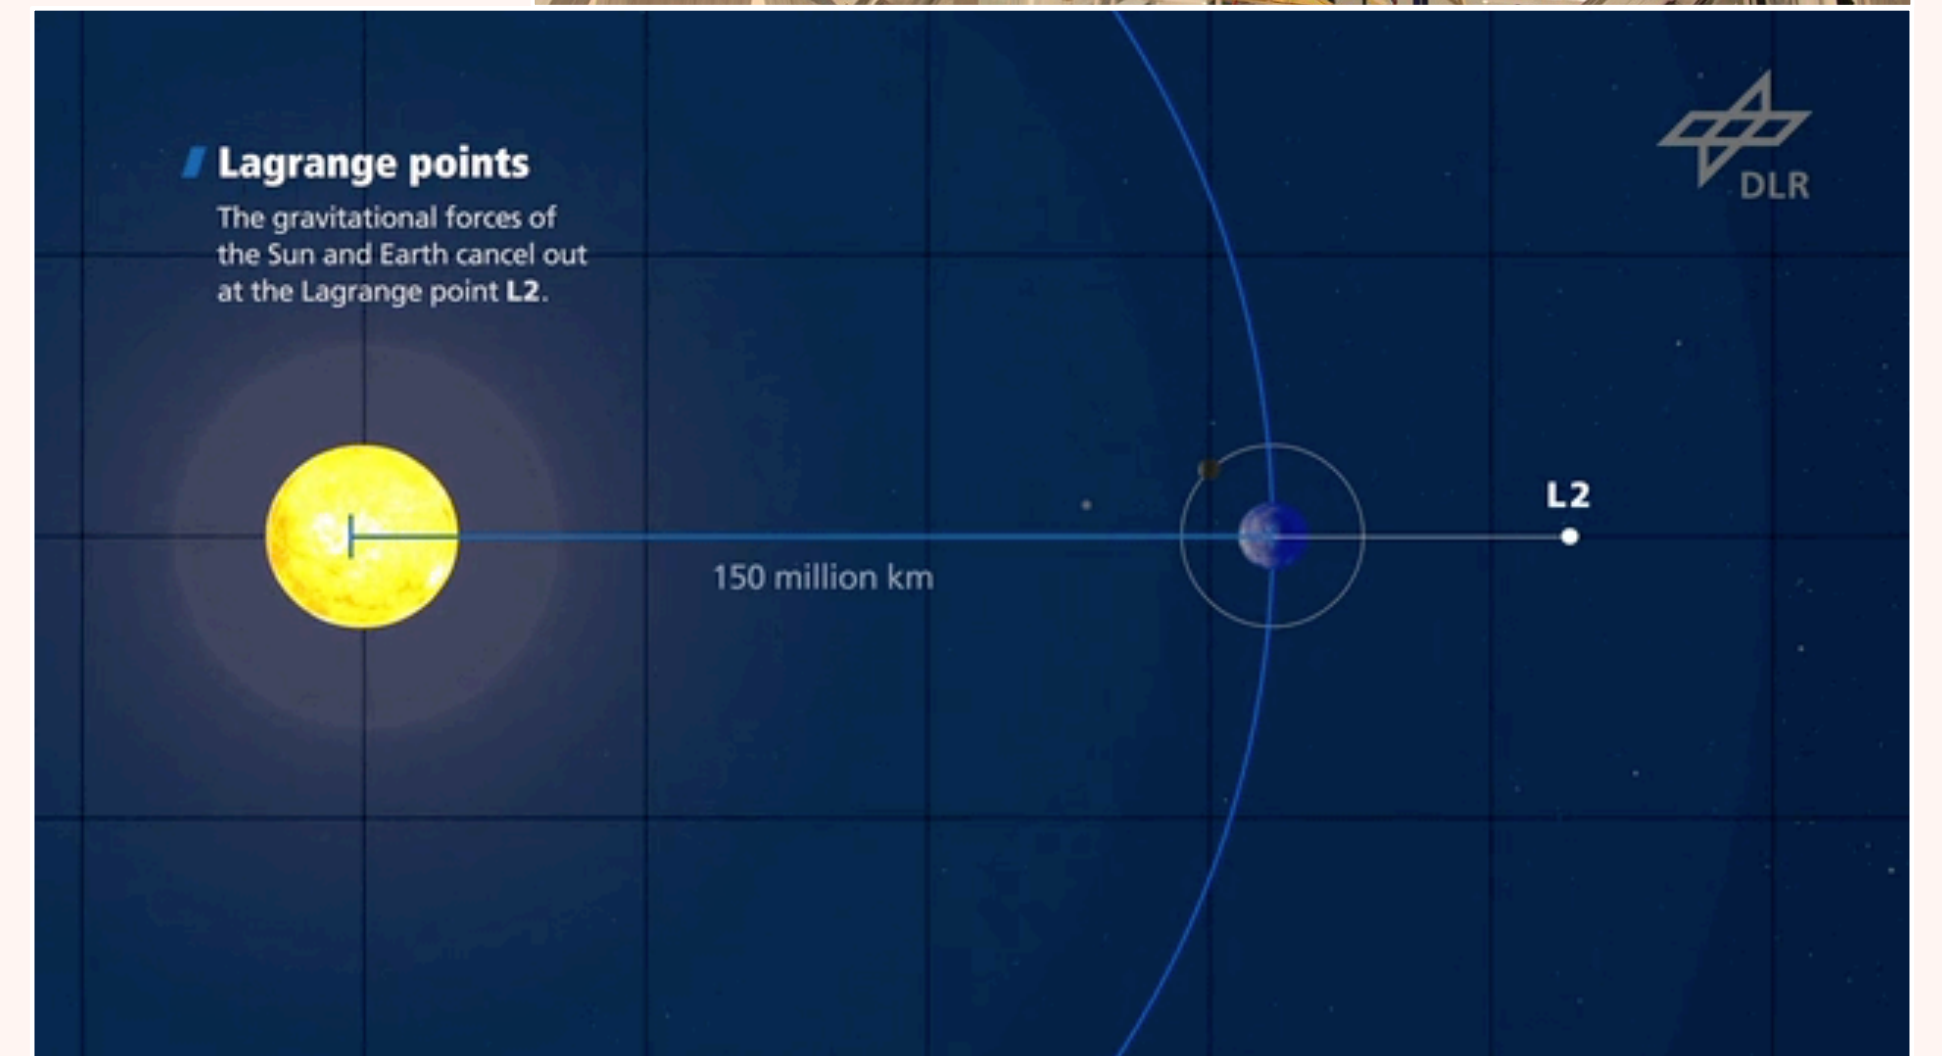 Lagrange points
The gravitational forces of
the Sun and Earth cancel out
at the Lagrange point L2.
DLR
L2
150 million km